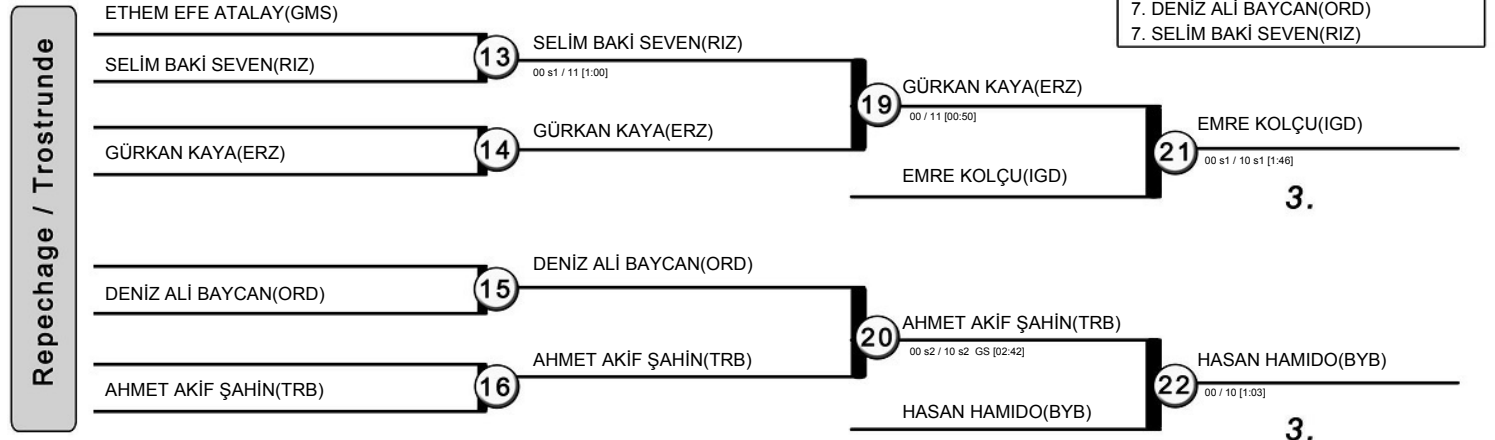 7. DENİZ ALİ BAYCAN(ORD)
7. SELİM BAKİ SEVEN(RIZ)
Repechage / Trostrunde
ETHEM EFE ATALAY(GMS)
SELİM BAKİ SEVEN(RIZ)
13
SELİM BAKİ SEVEN(RIZ)
00 s1 / 11 [1:00]
GÜRKAN KAYA(ERZ)
14
GÜRKAN KAYA(ERZ)
19
GÜRKAN KAYA(ERZ)
00 / 11 [00:50]
EMRE KOLÇU(IGD)
21
EMRE KOLÇU(IGD)
00 s1 / 10 s1 [1:46]
3.
DENİZ ALİ BAYCAN(ORD)
15
DENİZ ALİ BAYCAN(ORD)
AHMET AKİF ŞAHİN(TRB)
16
AHMET AKİF ŞAHİN(TRB)
20
AHMET AKİF ŞAHİN(TRB)
00 s2 / 10 s2 GS [02:42]
HASAN HAMIDO(BYB)
22
HASAN HAMIDO(BYB)
00 / 10 [1:03]
3.